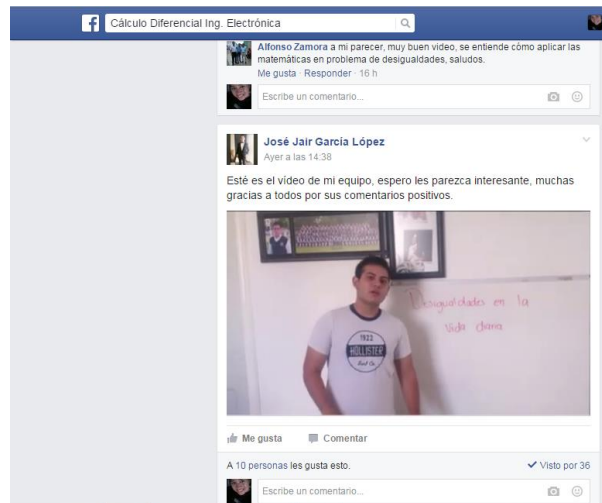 Cálculo Diferencial Ing. Electrónica
Alfonso Zamora a mi parecer, muy buen video, se entiende cómo aplicar las
matemáticas en problema de desigualdades, saludos.
Me gusta · Responder · 16 h
Escribe un comentario...
José Jair García López
Ayer a las 14:38
Esté es el vídeo de mi equipo, espero les parezca interesante, muchas
gracias a todos por sus comentarios positivos.
Desigualdades en la
Vida diaria
1922
HOLLISTER
Me gusta Comentar
A 10 personas les gusta esto. Visto por 36
Escribe un comentario...